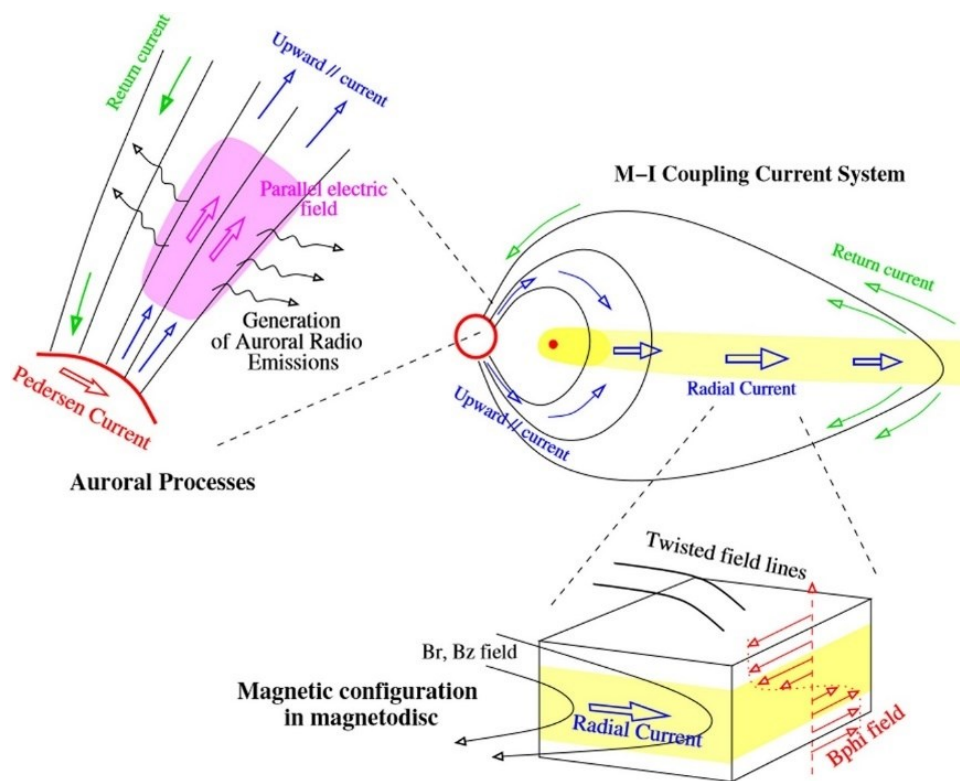 Return current
Upward // current
Parallel electric
field
Generation
of Auroral Radio
Emissions
Pedersen Current
Auroral Processes
M–I Coupling Current System
Return current
Radial Current
Upward // current
Twisted field lines
Br, Bz field
Magnetic configuration
in magnetodisc
Radial Current
Bphi field